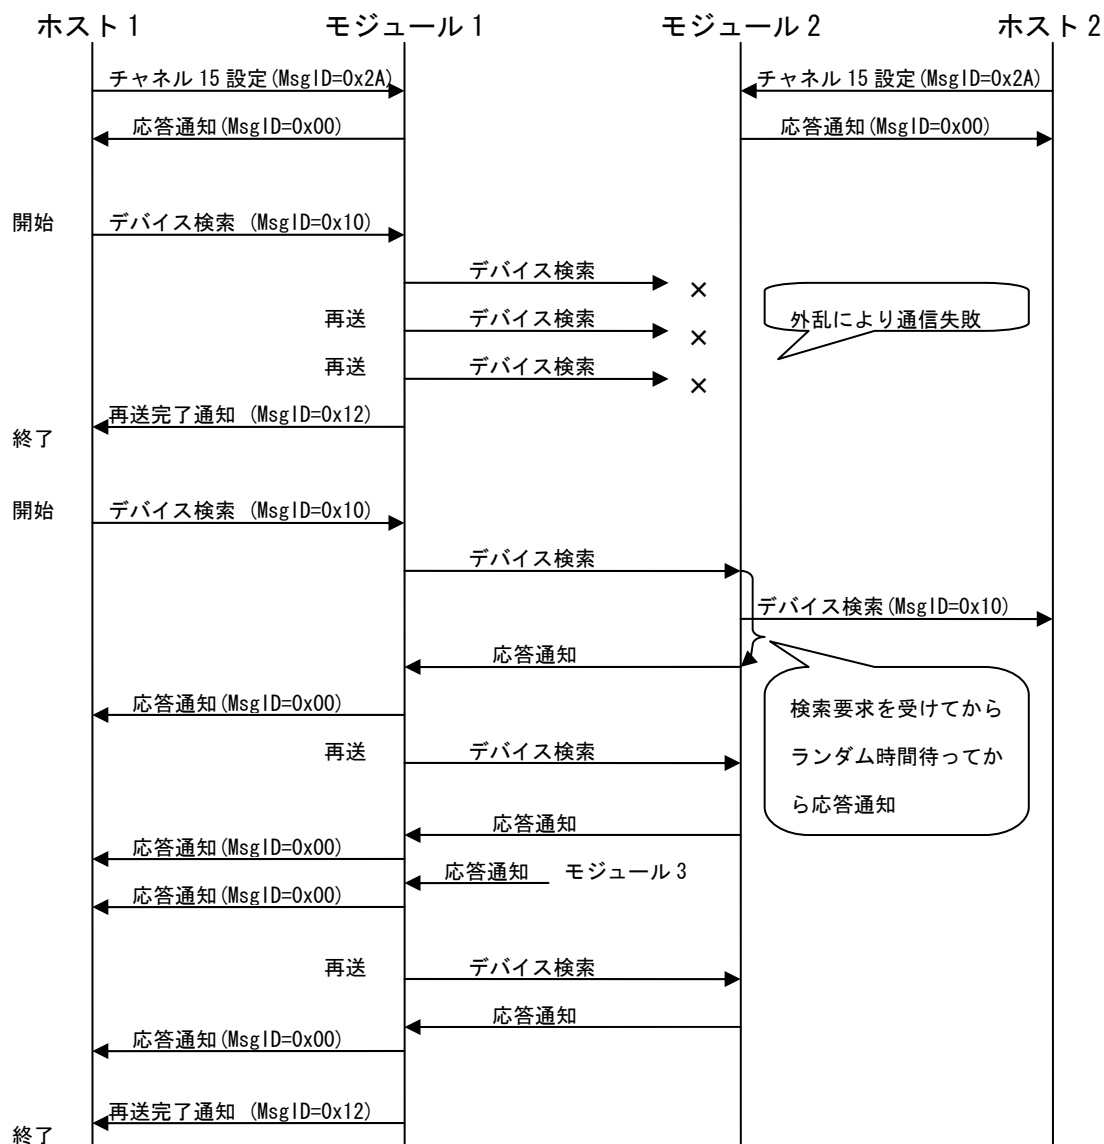 ホスト1 モジュール1 モジュール2 ホスト2
チャネル15設定(MsgID=0x2A) チャネル15設定(MsgID=0x2A)
応答通知(MsgID=0x00) 応答通知(MsgID=0x00)
開始 デバイス検索 (MsgID=0x10)
デバイス検索 ×
再送 デバイス検索 × 外乱により通信失敗
再送 デバイス検索 ×
再送完了通知 (MsgID=0x12)
終了
開始 デバイス検索 (MsgID=0x10)
デバイス検索
デバイス検索(MsgID=0x10)
応答通知
応答通知(MsgID=0x00) 検索要求を受けてから
再送 デバイス検索 ランダム時間待ってか
ら応答通知
応答通知
応答通知(MsgID=0x00)
応答通知 モジュール3
応答通知(MsgID=0x00)
再送 デバイス検索
応答通知
応答通知(MsgID=0x00)
再送完了通知 (MsgID=0x12)
終了